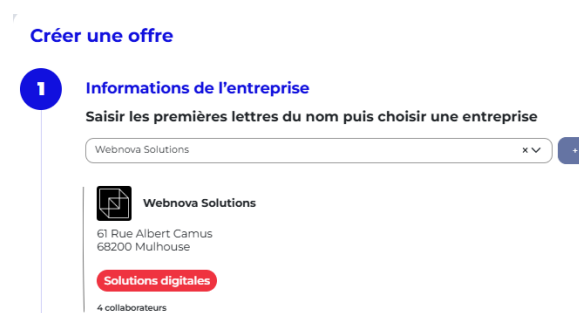 Créer une offre
1
Informations de l’entreprise
Saisir les premières lettres du nom puis choisir une entreprise
Webnova Solutions
+
Webnova Solutions
61 Rue Albert Camus
68200 Mulhouse
Solutions digitales
4 collaborateurs